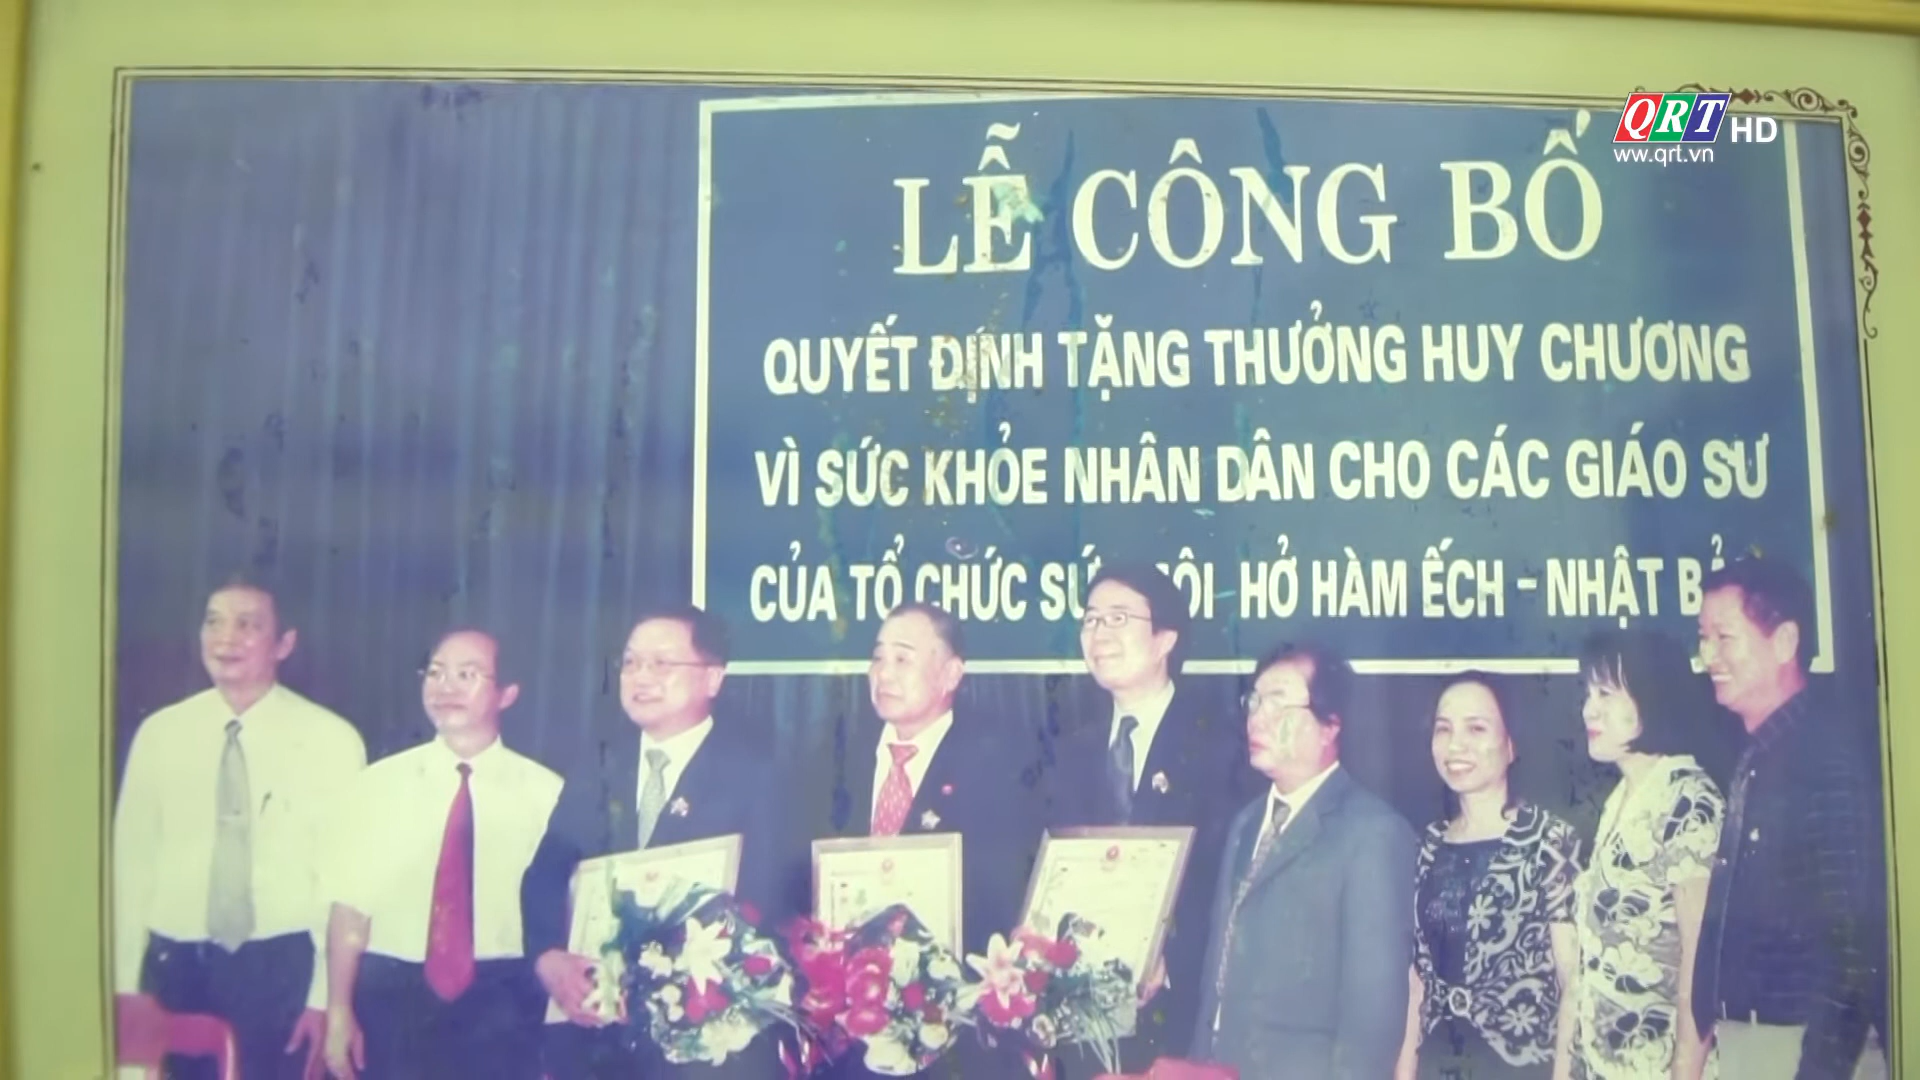 QRT HD
ww.qrt.vn
LỄ CÔNG BỐ
QUYẾT ĐỊNH TẶNG THƯỞNG HUY CHƯƠNG
VÌ SỨC KHỎE NHÂN DÂN CHO CÁC GIÁO SƯ
CỦA TỔ CHỨC HỞ HÀM ẾCH - NHẬT